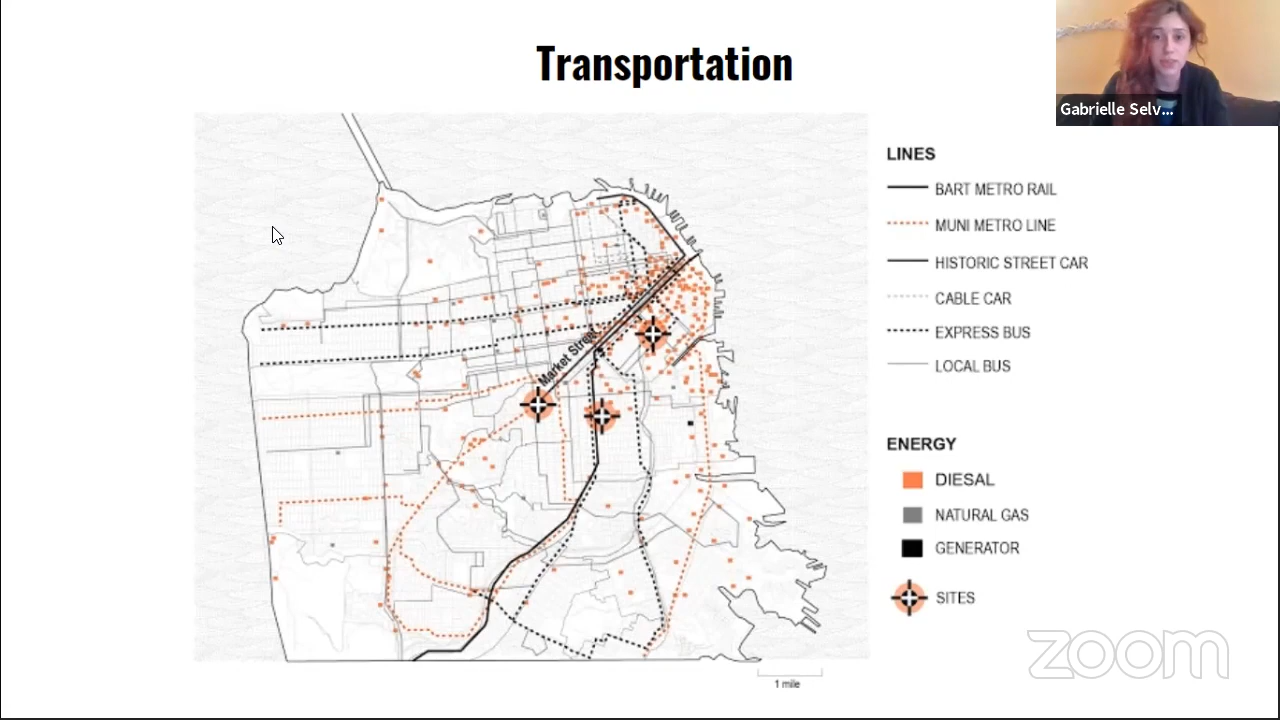 Transportation
Gabrielle Selv...
LINES
BART METRO RAIL
MUNI METRO LINE
HISTORIC STREET CAR
CABLE CAR
EXPRESS BUS
LOCAL BUS
Market Street
ENERGY
DIESAL
NATURAL GAS
GENERATOR
SITES
zoom
1 mile